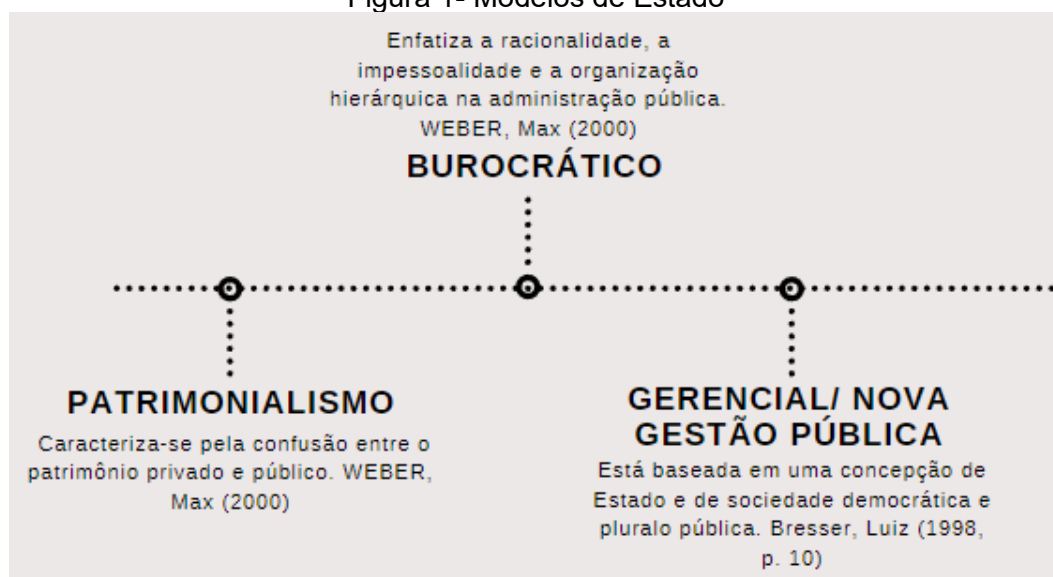 Figura 1- Modelos de Estado
Enfatiza a racionalidade, a
impessoalidade e a organização
hierárquica na administração pública.
WEBER, Max (2000)
BUROCRÁTICO
PATRIMONIALISMO
Caracteriza-se pela confusão entre o
patrimônio privado e público. WEBER,
Max (2000)
GERENCIAL/ NOVA
GESTÃO PÚBLICA
Está baseada em uma concepção de
Estado e de sociedade democrática e
pluralo pública. Bresser, Luiz (1998,
p. 10)